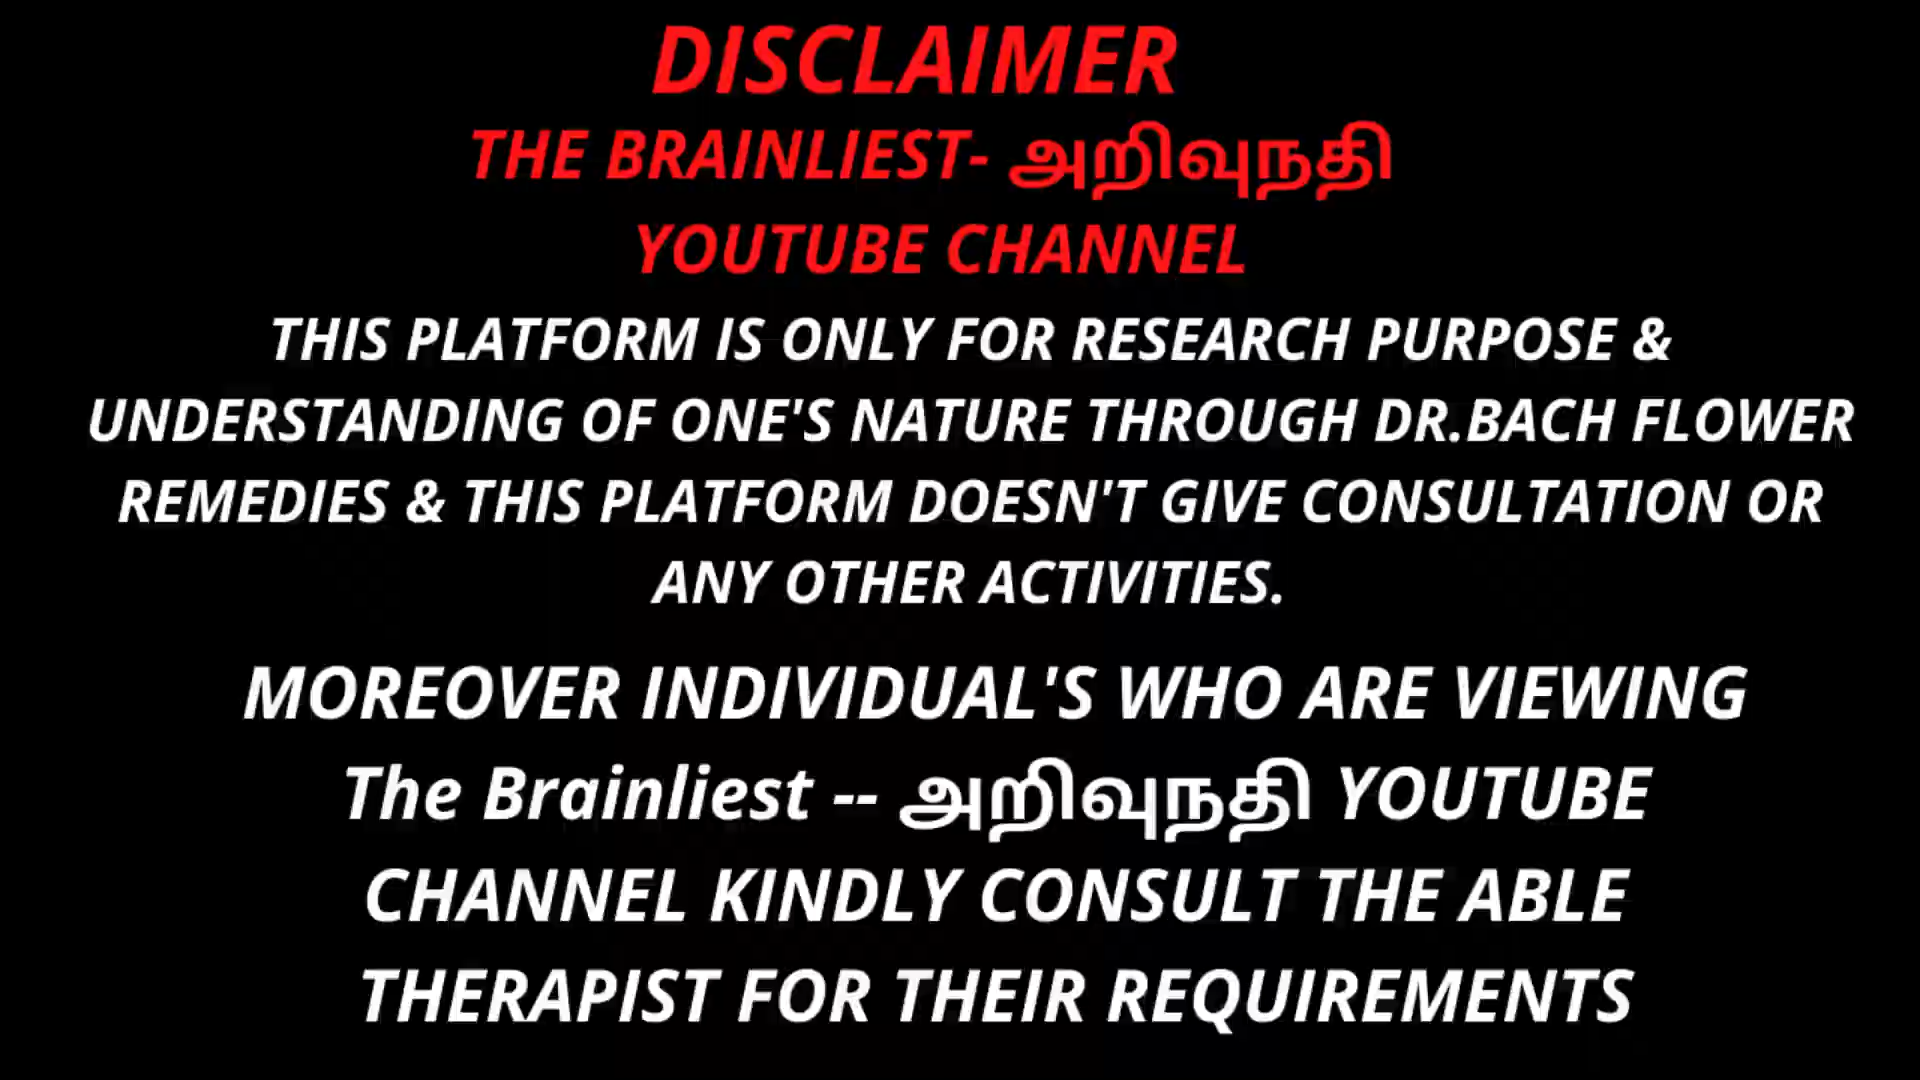 DISCLAIMER
THE BRAINLIEST- அறிவுநதி
YOUTUBE CHANNEL
THIS PLATFORM IS ONLY FOR RESEARCH PURPOSE &
UNDERSTANDING OF ONE'S NATURE THROUGH DR.BACH FLOWER
REMEDIES & THIS PLATFORM DOESN'T GIVE CONSULTATION OR
ANY OTHER ACTIVITIES.
MOREOVER INDIVIDUAL'S WHO ARE VIEWING
The Brainliest -- அறிவுநதி YOUTUBE
CHANNEL KINDLY CONSULT THE ABLE
THERAPIST FOR THEIR REQUIREMENTS